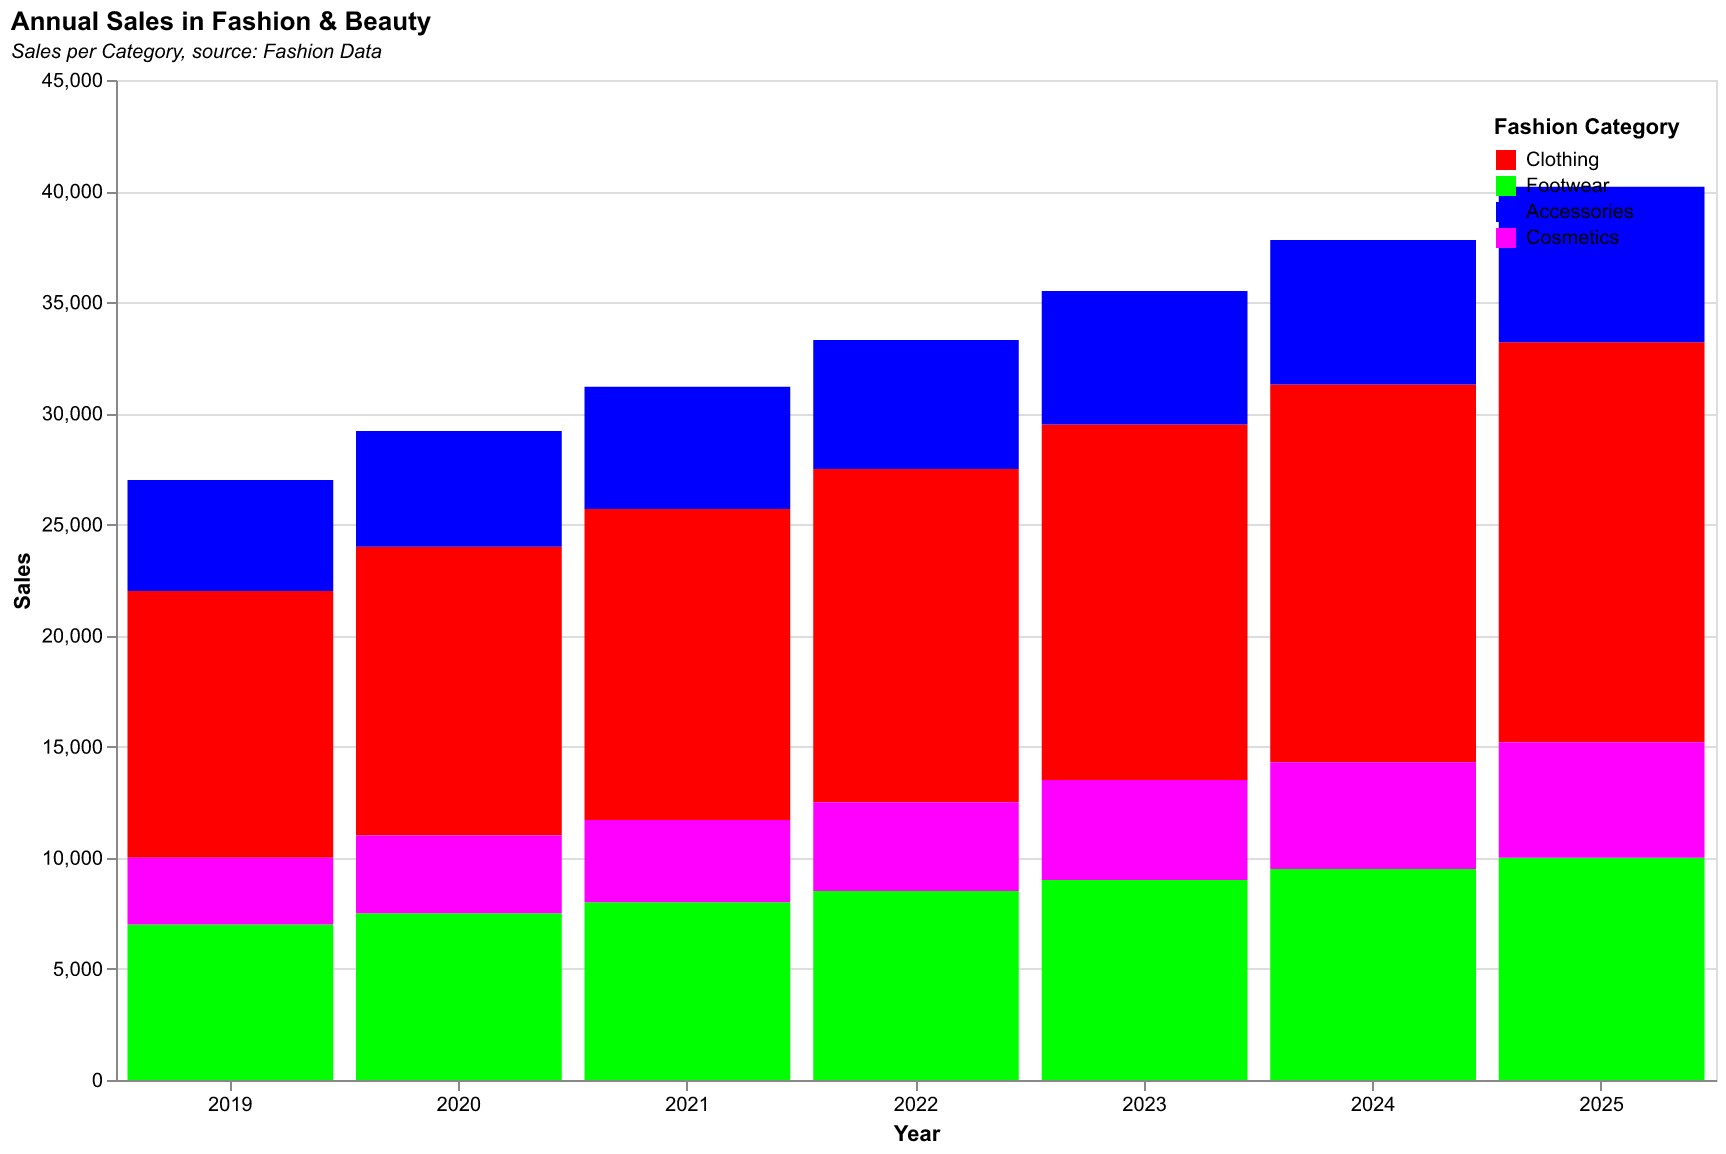 Annual Sales in Fashion & Beauty
Sales per Category, source: Fashion Data
45,000
40,000
35,000
30,000
25,000
20,000
15,000
10,000
5,000
0
Sales
Fashion Category
Clothing
Footwear
Accessories
Cosmetics
2019 2020 2021 2022 2023 2024 2025
Year